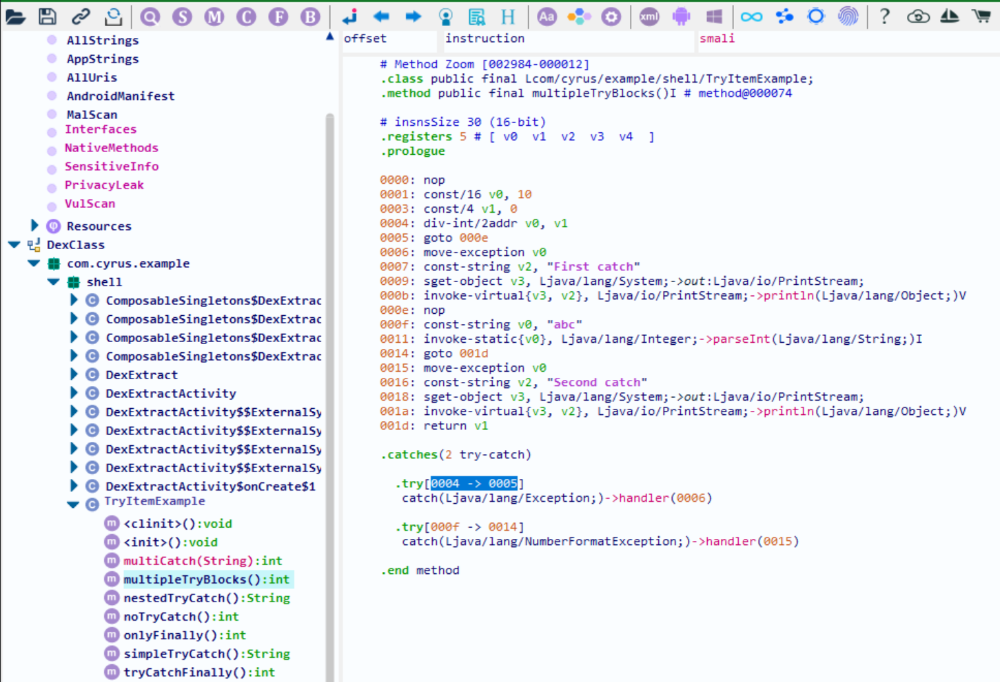 Q S M C F B H Aa xml ?
AllStrings
AppStrings
AllUris
AndroidManifest
MalScan
Interfaces
NativeMethods
SensitiveInfo
PrivacyLeak
VulScan
Resources
DexClass
com.cyrus.example
shell
C ComposableSingletons$DexExtrac
C ComposableSingletons$DexExtrac
C ComposableSingletons$DexExtrac
C ComposableSingletons$DexExtrac
C DexExtract
C DexExtractActivity
C DexExtractActivity$$ExternalSy
C DexExtractActivity$$ExternalSy
C DexExtractActivity$$ExternalSy
C DexExtractActivity$$ExternalSy
C DexExtractActivity$onCreate$1
C TryItemExample
m <clinit>():void
m <init>():void
m multiCatch(String):int
m multipleTryBlocks():int
m nestedTryCatch():String
m noTryCatch():int
m onlyFinally():int
m simpleTryCatch():String
m tryCatchFinally():int
offset instruction smali
# Method Zoom [002984-000012]
.class public final Lcom/cyrus/example/shell/TryItemExample;
.method public final multipleTryBlocks()I # method@000074
# insnsSize 30 (16-bit)
.registers 5 # [ v0 v1 v2 v3 v4 ]
.prologue
0000: nop
0001: const/16 v0, 10
0003: const/4 v1, 0
0004: div-int/2addr v0, v1
0005: goto 000e
0006: move-exception v0
0007: const-string v2, "First catch"
0009: sget-object v3, Ljava/lang/System;->out:Ljava/io/PrintStream;
000b: invoke-virtual{v3, v2}, Ljava/io/PrintStream;->println(Ljava/lang/Object;)V
000e: nop
000f: const-string v0, "abc"
0011: invoke-static{v0}, Ljava/lang/Integer;->parseInt(Ljava/lang/String;)I
0014: goto 001d
0015: move-exception v0
0016: const-string v2, "Second catch"
0018: sget-object v3, Ljava/lang/System;->out:Ljava/io/PrintStream;
001a: invoke-virtual{v3, v2}, Ljava/io/PrintStream;->println(Ljava/lang/Object;)V
001d: return v1
.catches(2 try-catch)
.try[0004 -> 0005]
catch(Ljava/lang/Exception;)->handler(0006)
.try[000f -> 0014]
catch(Ljava/lang/NumberFormatException;)->handler(0015)
.end method